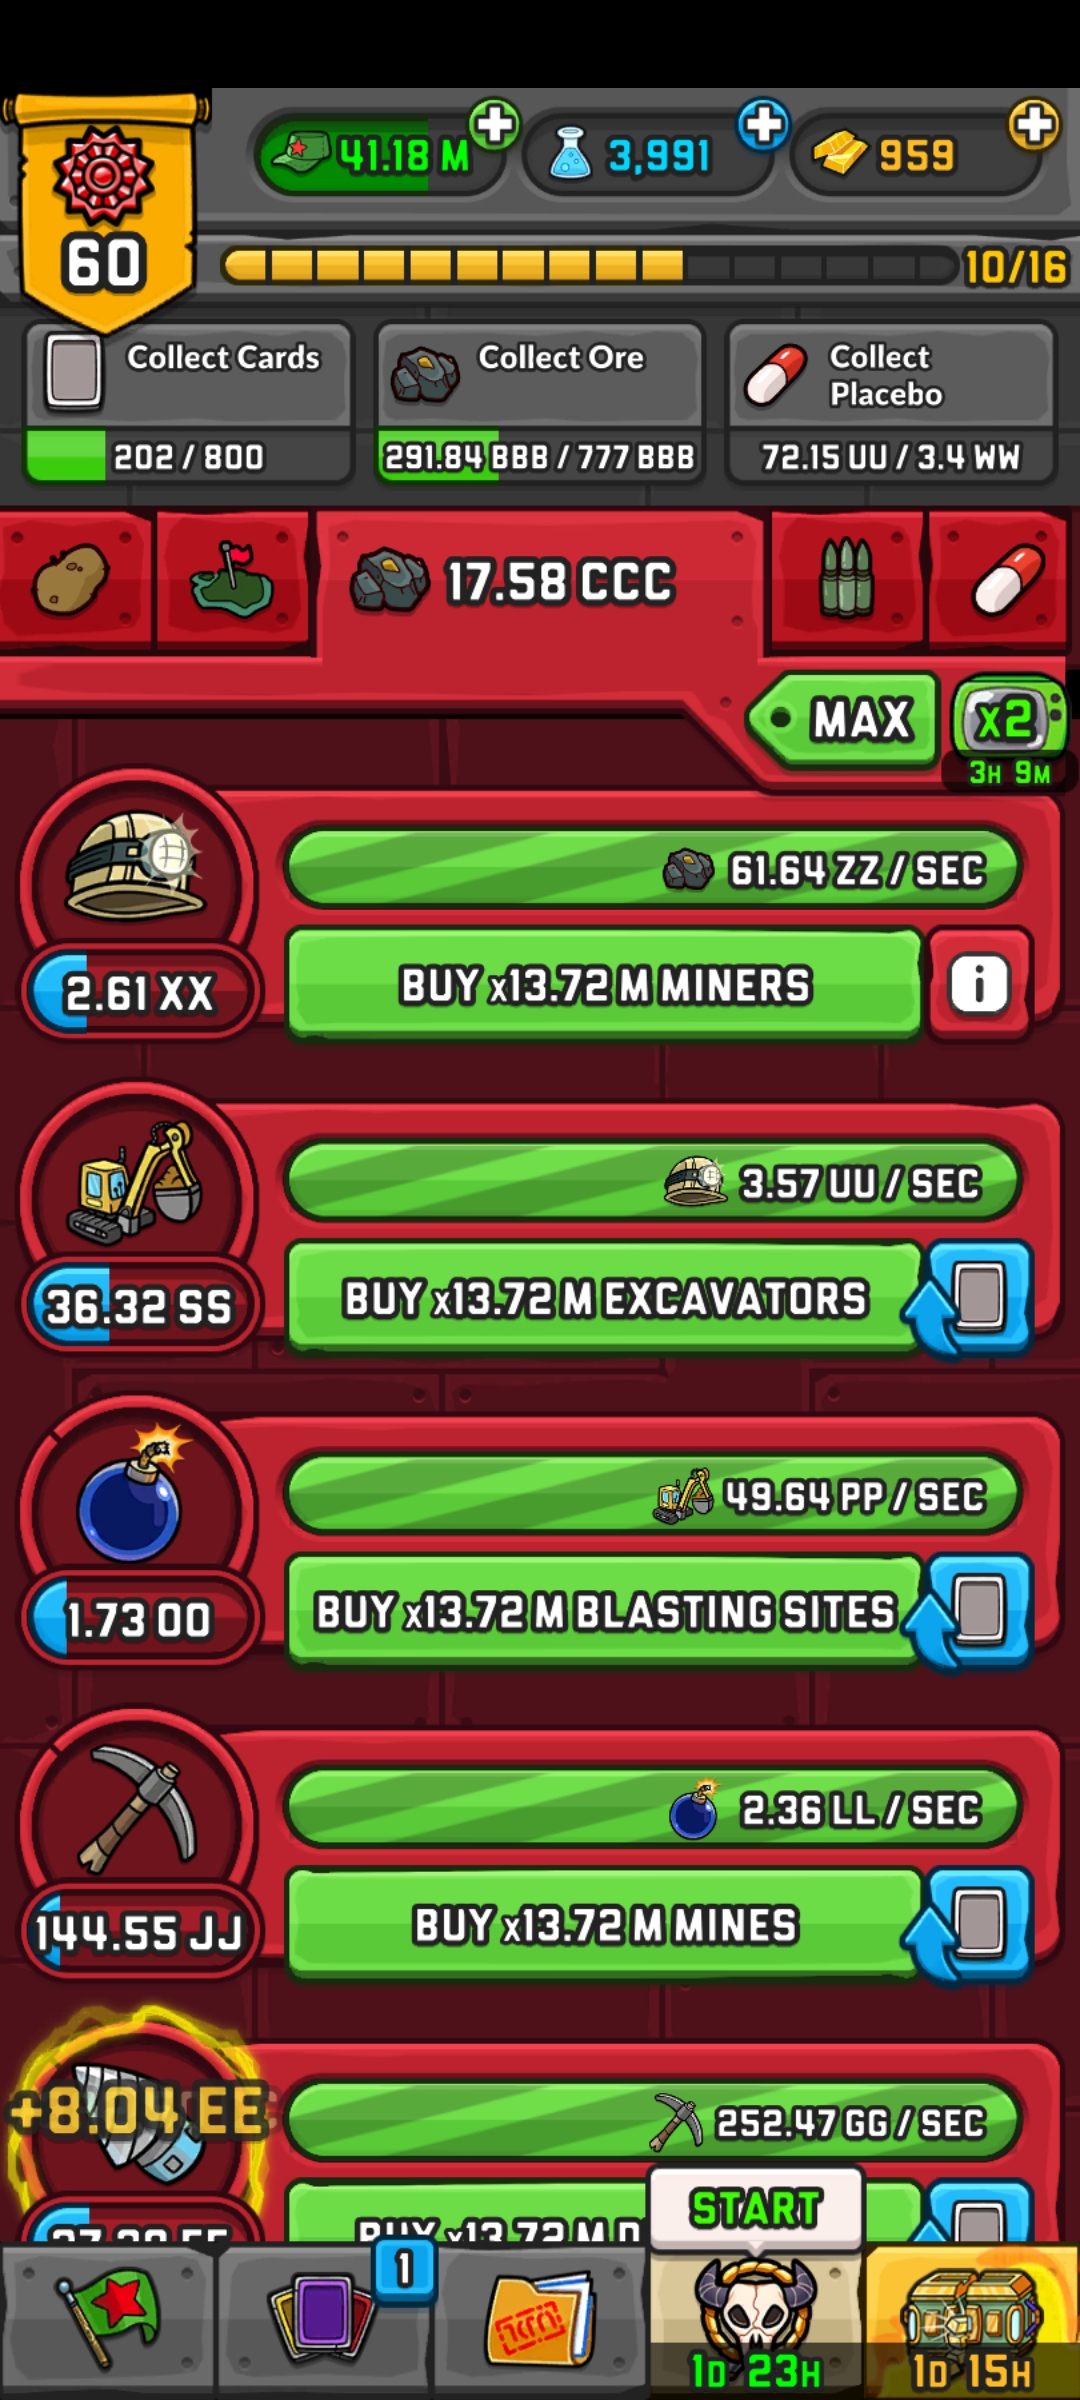 41.18 M
3,991
959
60
10/16
Collect Cards
202 / 800
Collect Ore
291.84 BBB / 777 BBB
Collect
Placebo
72.15 UU / 3.4 WW
17.58 CCC
MAX
x2
3H 9M
61.64 ZZ / SEC
2.61 XX
BUY x13.72 M MINERS
i
3.57 UU / SEC
36.32 SS
BUY x13.72 M EXCAVATORS
49.64 PP / SEC
1.73 OO
BUY x13.72 M BLASTING SITES
2.36 LL / SEC
144.55 JJ
BUY x13.72 M MINES
+8.04 EE
252.47 GG / SEC
BUY x13.72 M D
START
1
1D 23H
1D 15H